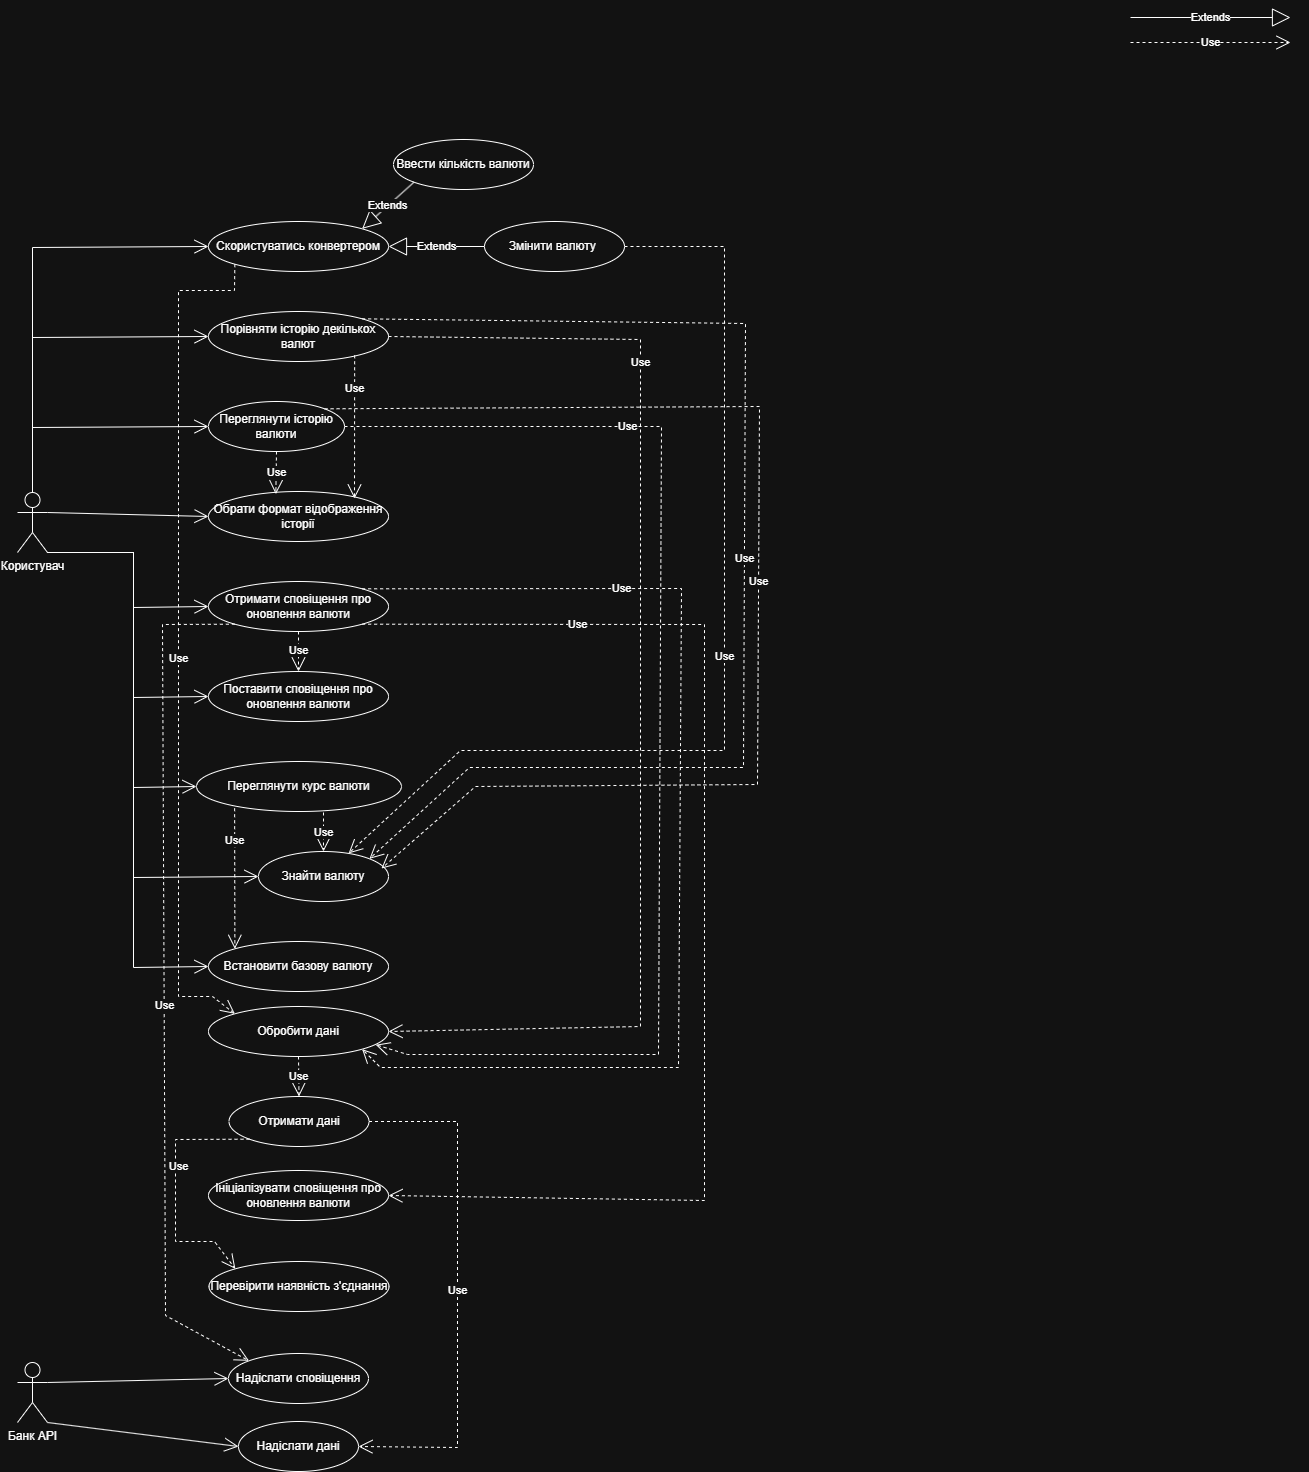 Extends
Use
Ввести кількість валюти
Extends
Скористуватись конвертером
Extends
Змінити валюту
Порівняти історію декількох
валют
Use
Use
Переглянути історію
валюти
Use
Use
Обрати формат відображення
історії
Користувач
Use
Use
Отримати сповіщення про
оновлення валюти
Use
Use
Use
Use
Use
Поставити сповіщення про
оновлення валюти
Переглянути курс валюти
Use
Use
Знайти валюту
Встановити базову валюту
Use
Обробити дані
Use
Отримати дані
Use
Ініціалізувати сповіщення про
оновлення валюти
Перевірити наявність з'єднання
Use
Надіслати сповіщення
Банк API
Надіслати дані